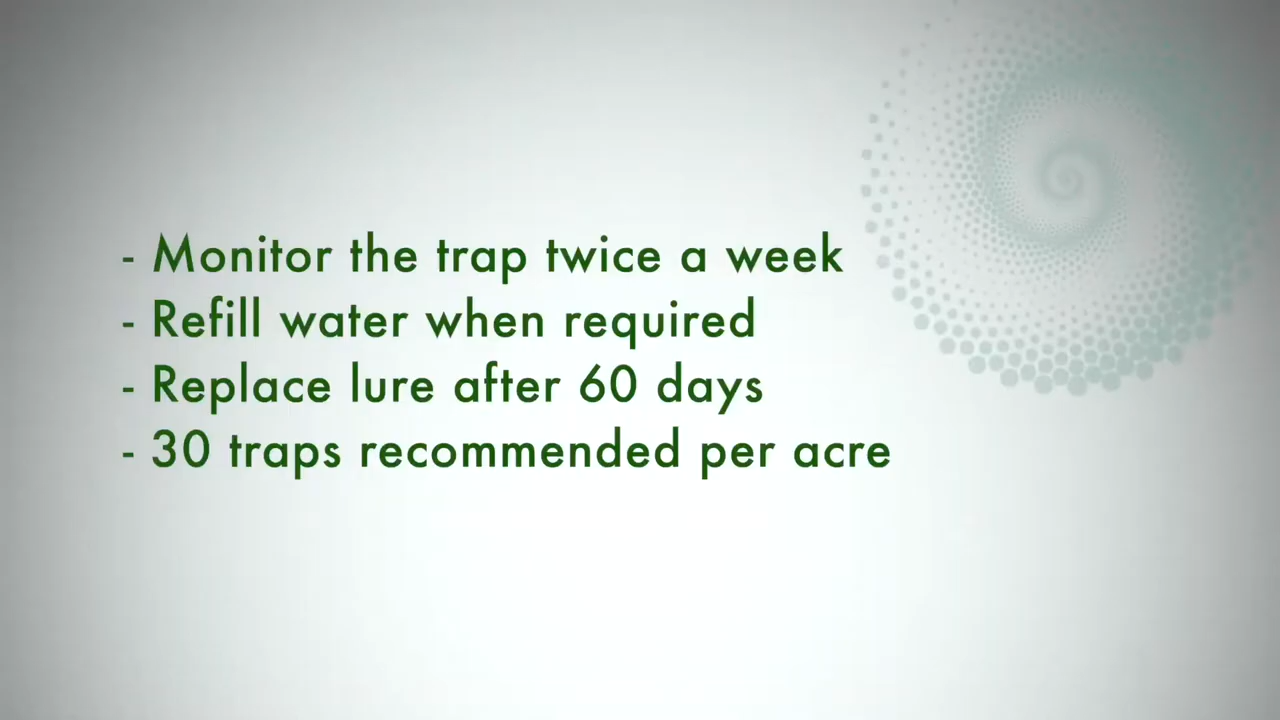 - Monitor the trap twice a week
- Refill water when required
- Replace lure after 60 days
- 30 traps recommended per acre